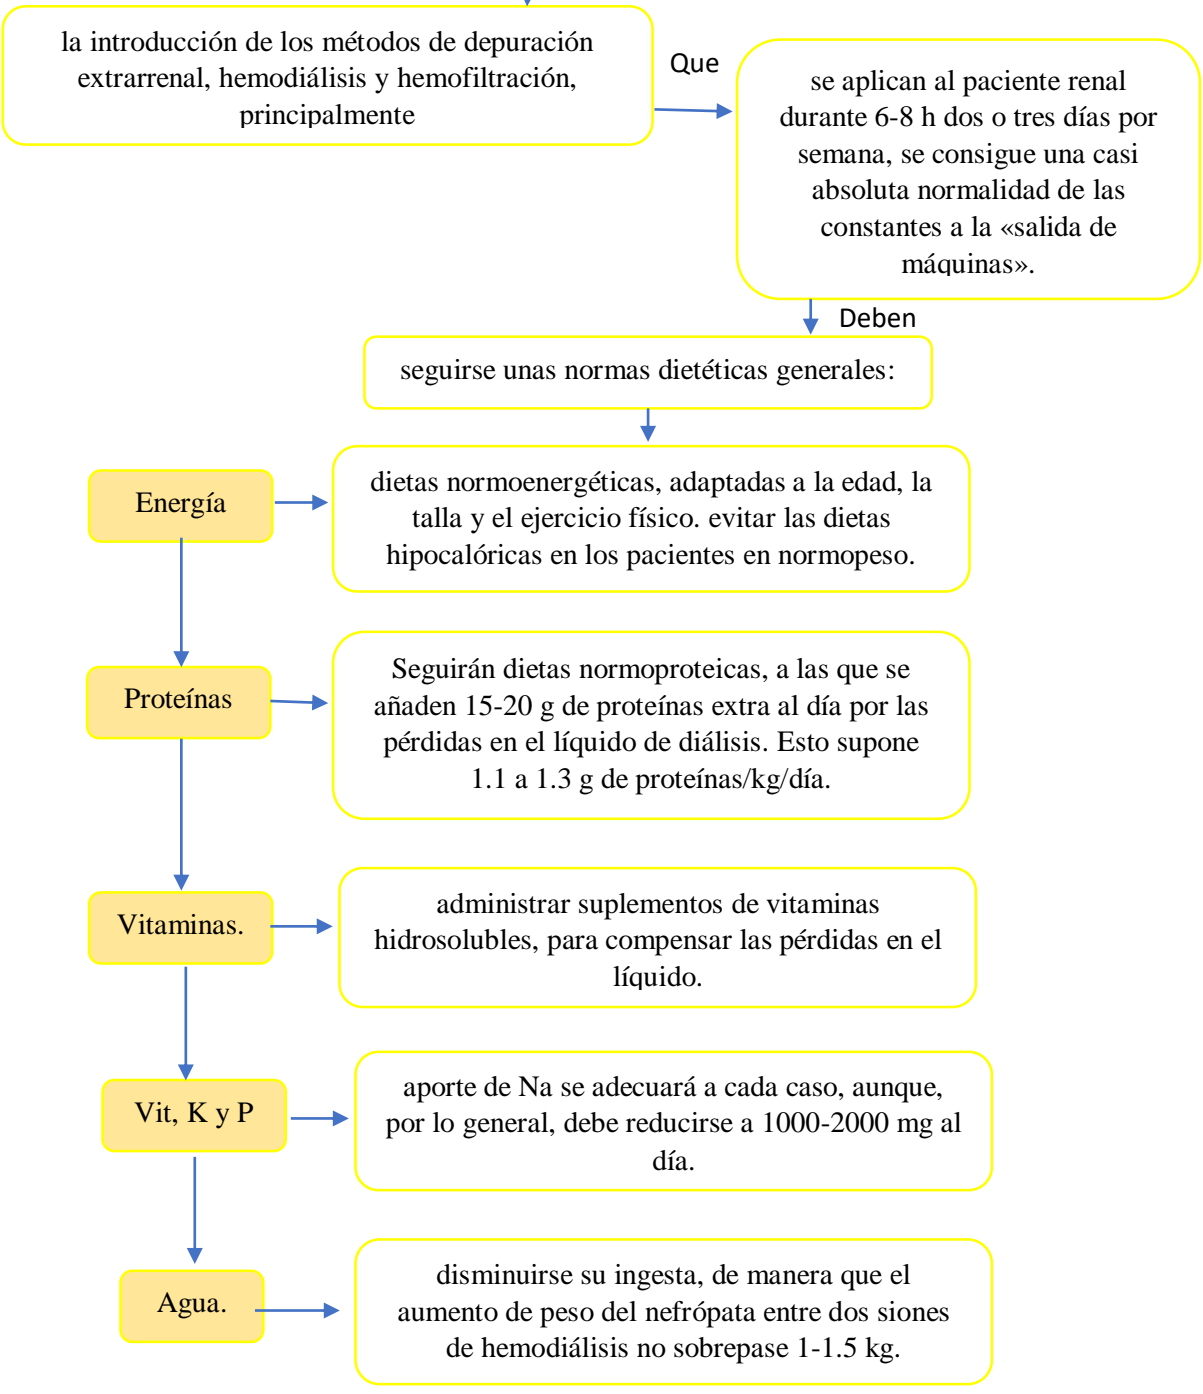 la introducción de los métodos de depuración
extrarrenal, hemodiálisis y hemofiltración,
principalmente
Que
se aplican al paciente renal
durante 6-8 h dos o tres días por
semana, se consigue una casi
absoluta normalidad de las
constantes a la «salida de
máquinas».
Deben
seguirse unas normas dietéticas generales:
Energía
dietas normoenergéticas, adaptadas a la edad, la
talla y el ejercicio físico. evitar las dietas
hipocalóricas en los pacientes en normopeso.
Proteínas
Seguirán dietas normoproteicas, a las que se
añaden 15-20 g de proteínas extra al día por las
pérdidas en el líquido de diálisis. Esto supone
1.1 a 1.3 g de proteínas/kg/día.
Vitaminas.
administrar suplementos de vitaminas
hidrosolubles, para compensar las pérdidas en el
líquido.
Vit, K y P
aporte de Na se adecuará a cada caso, aunque,
por lo general, debe reducirse a 1000-2000 mg al
día.
Agua.
disminuirse su ingesta, de manera que el
aumento de peso del nefrópata entre dos siones
de hemodiálisis no sobrepase 1-1.5 kg.